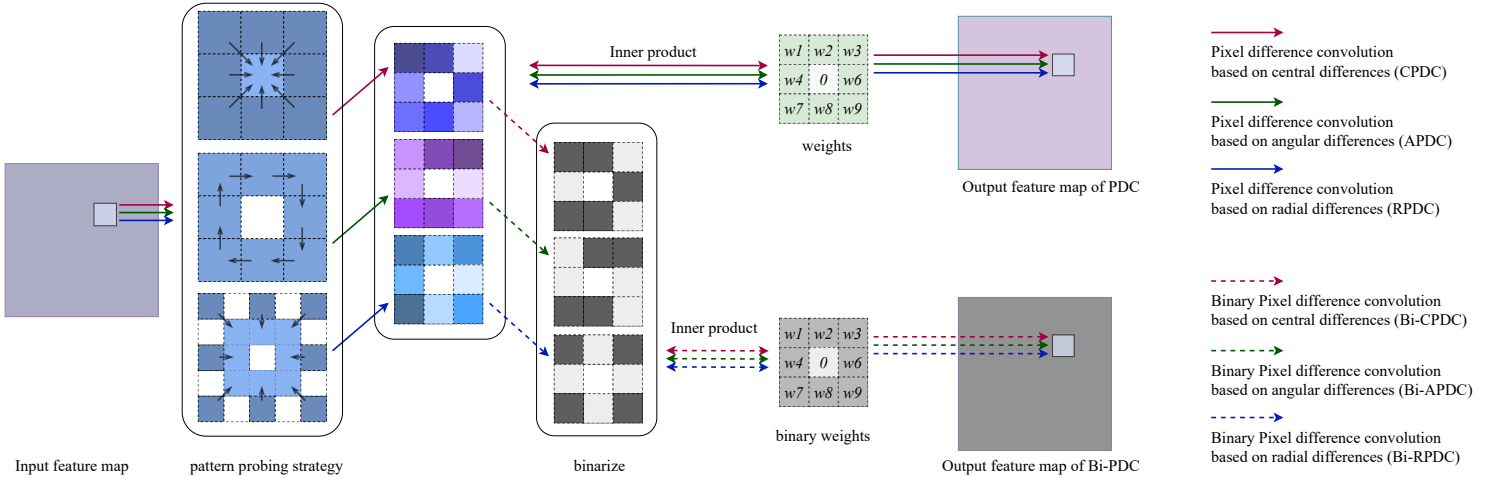 Inner product
w1 w2 w3
w4 0 w6
w7 w8 w9
weights
Output feature map of PDC
Pixel difference convolution
based on central differences (CPDC)
Pixel difference convolution
based on angular differences (APDC)
Pixel difference convolution
based on radial differences (RPDC)
Inner product
w1 w2 w3
w4 0 w6
w7 w8 w9
binary weights
Output feature map of Bi-PDC
Binary Pixel difference convolution
based on central differences (Bi-CPDC)
Binary Pixel difference convolution
based on angular differences (Bi-APDC)
Binary Pixel difference convolution
based on radial differences (Bi-RPDC)
Input feature map
pattern probing strategy
binarize